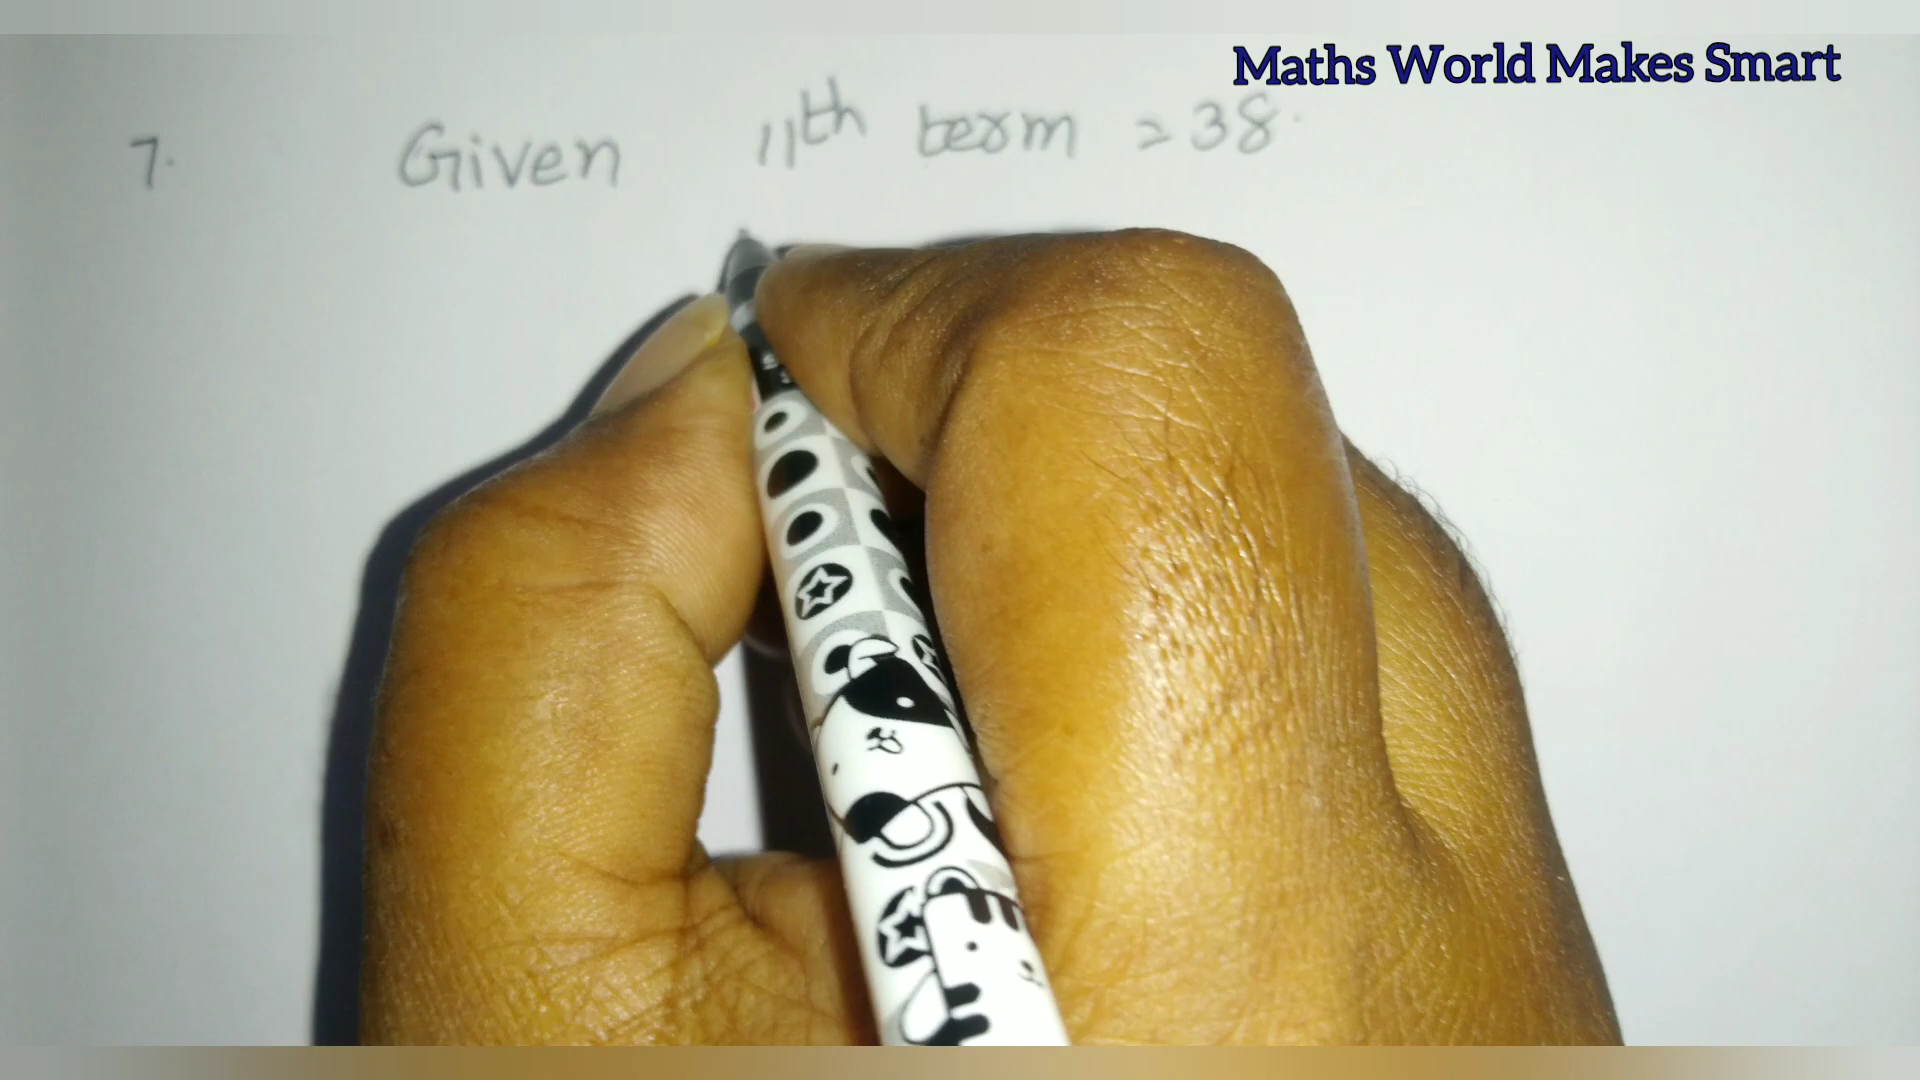 Maths World Makes Smart
7. Given 11th term = 38.